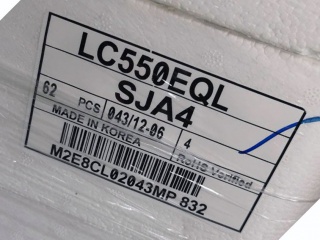 LC550EQL
SJA4
62 PCS 043/12-06 4
MADE IN KOREA RoHS Verified
M2E8CL02043MP 832